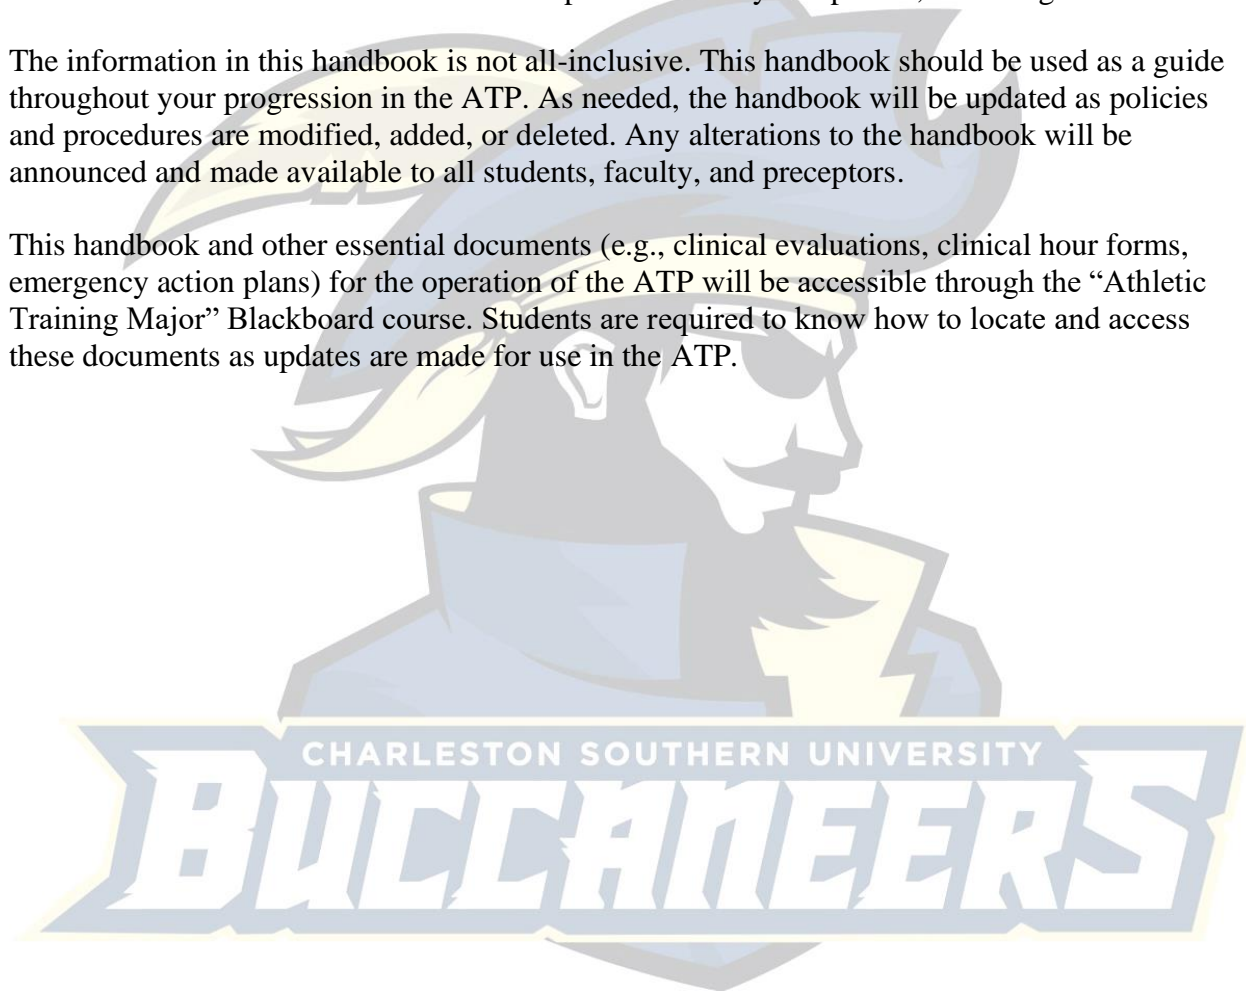 The information in this handbook is not all-inclusive. This handbook should be used as a guide
throughout your progression in the ATP. As needed, the handbook will be updated as policies
and procedures are modified, added, or deleted. Any alterations to the handbook will be
announced and made available to all students, faculty, and preceptors.
This handbook and other essential documents (e.g., clinical evaluations, clinical hour forms,
emergency action plans) for the operation of the ATP will be accessible through the “Athletic
Training Major” Blackboard course. Students are required to know how to locate and access
these documents as updates are made for use in the ATP.
CHARLESTON SOUTHERN UNIVERSITY
BUCCANEERS